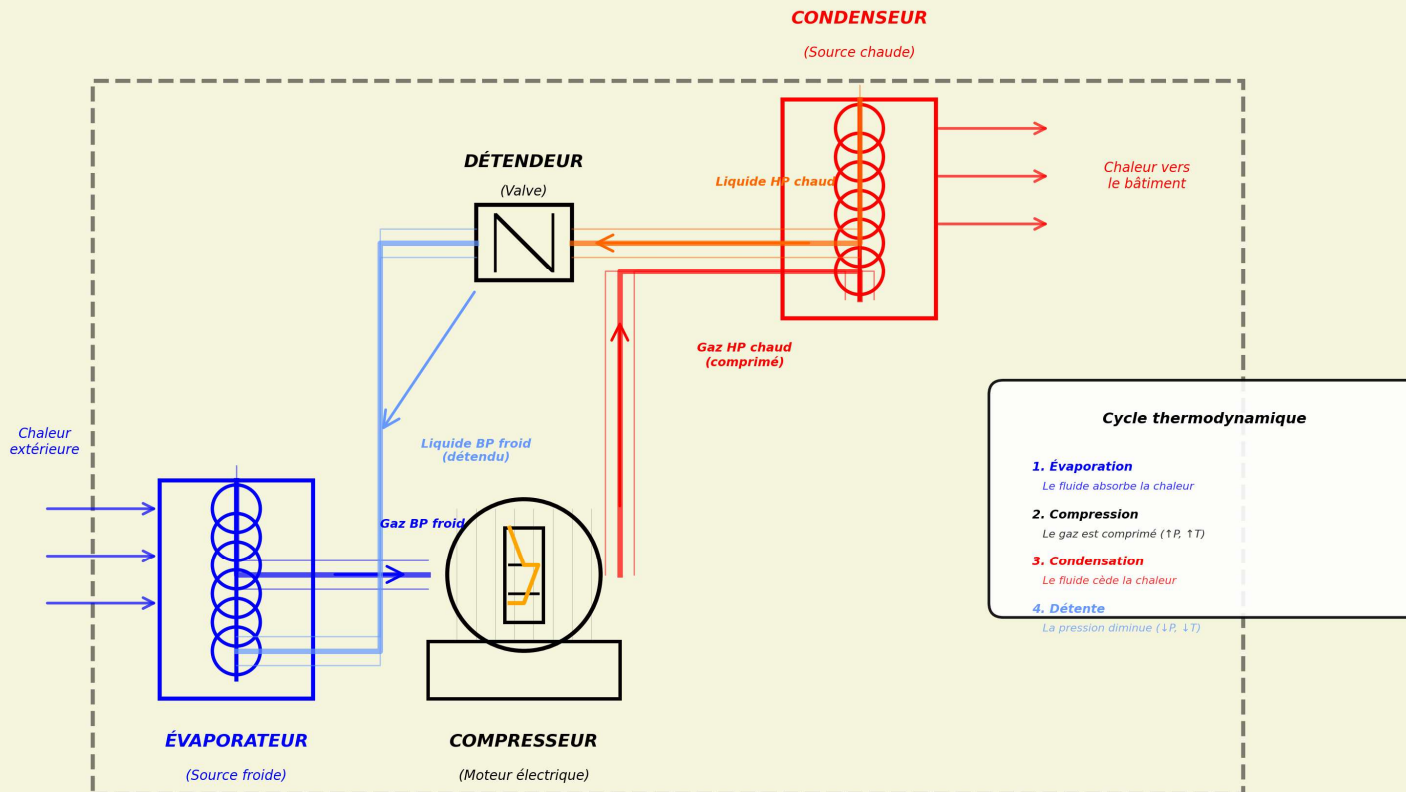 CONDENSEUR
(Source chaude)
DÉTENDEUR
(Valve)
Liquide HP chaud
Chaleur vers
le bâtiment
Gaz HP chaud
(comprimé)
Chaleur
extérieure
Liquide BP froid
(détendu)
Gaz BP froid
Cycle thermodynamique
1. Évaporation
Le fluide absorbe la chaleur
2. Compression
Le gaz est comprimé (↑P, ↑T)
3. Condensation
Le fluide cède la chaleur
4. Détente
La pression diminue (↓P, ↓T)
ÉVAPORATEUR
(Source froide)
COMPRESSEUR
(Moteur électrique)